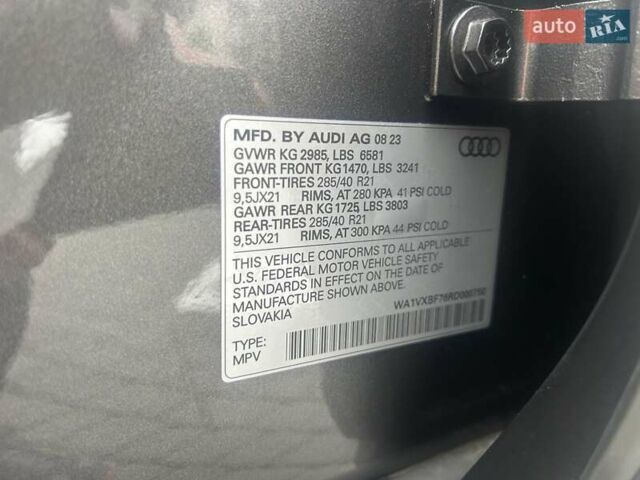 auto RIA.com
MFD. BY AUDI AG 08 23
GVWR KG 2985, LBS 6581
GAWR FRONT KG1470, LBS 3241
FRONT-TIRES 285/40 R21
9,5JX21 RIMS, AT 280 KPA 41 PSI COLD
GAWR REAR KG 1725, LBS 3803
REAR-TIRES 285/40 R21
9,5JX21 RIMS, AT 300 KPA 44 PSI COLD
THIS VEHICLE CONFORMS TO ALL APPLICABLE
U.S. FEDERAL MOTOR VEHICLE SAFETY
STANDARDS IN EFFECT ON THE DATE OF
MANUFACTURE SHOWN ABOVE.
SLOVAKIA
WA1VXBF76RD000750
TYPE:
MPV